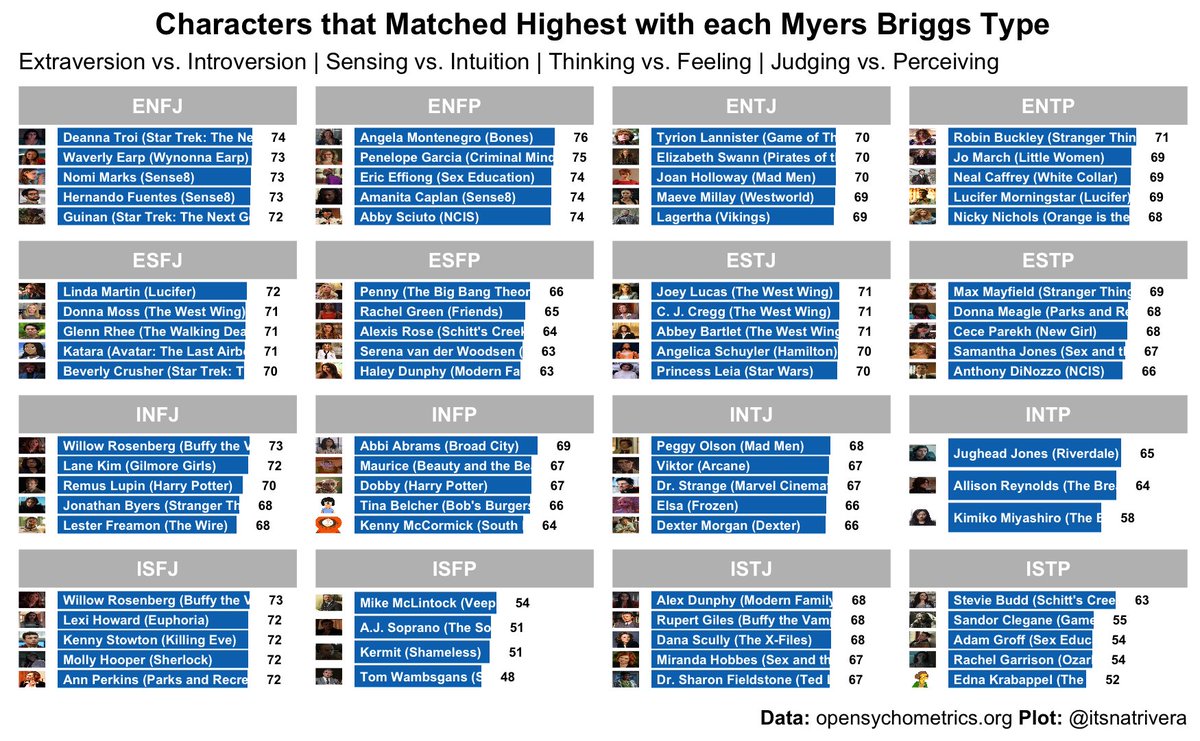 Characters that Matched Highest with each Myers Briggs Type
Extraversion vs. Introversion | Sensing vs. Intuition | Thinking vs. Feeling | Judging vs. Perceiving
ENFJ
Deanna Troi (Star Trek: The Ne 74
Waverly Earp (Wynonna Earp) 73
Nomi Marks (Sense8) 73
Hernando Fuentes (Sense8) 73
Guinan (Star Trek: The Next G 72
ENFP
Angela Montenegro (Bones) 76
Penelope Garcia (Criminal Mind 75
Eric Effiong (Sex Education) 74
Amanita Caplan (Sense8) 74
Abby Sciuto (NCIS) 74
ENTJ
Tyrion Lannister (Game of Th 70
Elizabeth Swann (Pirates of t 70
Joan Holloway (Mad Men) 70
Maeve Millay (Westworld) 69
Lagertha (Vikings) 69
ENTP
Robin Buckley (Stranger Thin 71
Jo March (Little Women) 69
Neal Caffrey (White Collar) 69
Lucifer Morningstar (Lucifer) 69
Nicky Nichols (Orange is the 68
ESFJ
Linda Martin (Lucifer) 72
Donna Moss (The West Wing) 71
Glenn Rhee (The Walking Dea 71
Katara (Avatar: The Last Airb 71
Beverly Crusher (Star Trek: T 70
ESFP
Penny (The Big Bang Theor 66
Rachel Green (Friends) 65
Alexis Rose (Schitt's Creek 64
Serena van der Woodsen ( 63
Haley Dunphy (Modern Fa 63
ESTJ
Joey Lucas (The West Wing) 71
C. J. Cregg (The West Wing) 71
Abbey Bartlet (The West Wing 71
Angelica Schuyler (Hamilton) 70
Princess Leia (Star Wars) 70
ESTP
Max Mayfield (Stranger Thing 69
Donna Meagle (Parks and Re 68
Cece Parekh (New Girl) 68
Samantha Jones (Sex and t 67
Anthony DiNozzo (NCIS) 66
INFJ
Willow Rosenberg (Buffy the V 73
Lane Kim (Gilmore Girls) 72
Remus Lupin (Harry Potter) 70
Jonathan Byers (Stranger Th 68
Lester Freamon (The Wire) 68
INFP
Abbi Abrams (Broad City) 69
Maurice (Beauty and the Be 67
Dobby (Harry Potter) 67
Tina Belcher (Bob's Burgers 66
Kenny McCormick (South 64
INTJ
Peggy Olson (Mad Men) 68
Viktor (Arcane) 67
Dr. Strange (Marvel Cinema 67
Elsa (Frozen) 66
Dexter Morgan (Dexter) 66
INTP
Jughead Jones (Riverdale) 65
Allison Reynolds (The Bre 64
Kimiko Miyashiro (The B 58
ISFJ
Willow Rosenberg (Buffy the V 73
Lexi Howard (Euphoria) 72
Kenny Stowton (Killing Eve) 72
Molly Hooper (Sherlock) 72
Ann Perkins (Parks and Recre 72
ISFP
Mike McLintock (Veep 54
A.J. Soprano (The So 51
Kermit (Shameless) 51
Tom Wambsgans (S 48
ISTJ
Alex Dunphy (Modern Family 68
Rupert Giles (Buffy the Vam 68
Dana Scully (The X-Files) 68
Miranda Hobbes (Sex and th 67
Dr. Sharon Fieldstone (Ted 67
ISTP
Stevie Budd (Schitt's Cree 63
Sandor Clegane (Game 55
Adam Groff (Sex Educ 54
Rachel Garrison (Ozar 54
Edna Krabappel (The 52
Data: opensychometrics.org Plot: @itsnatrivera